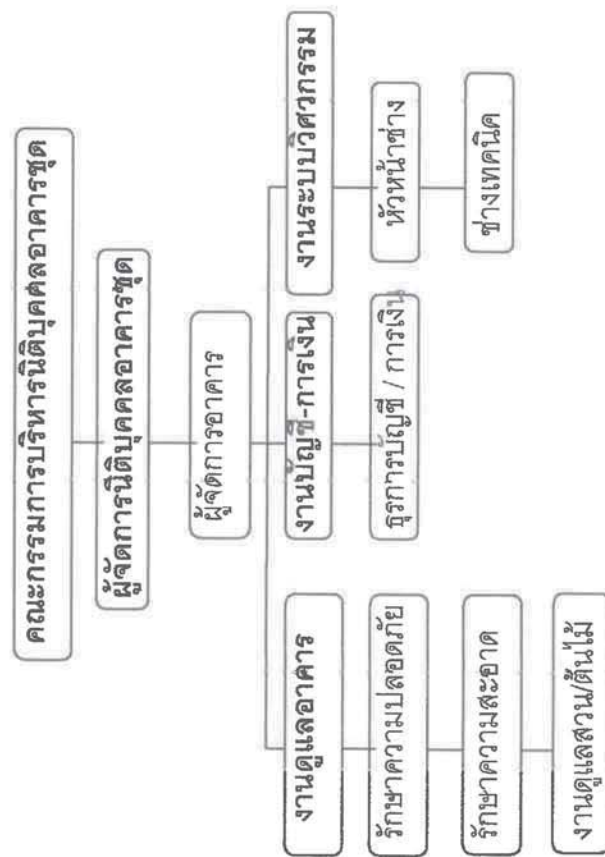 คณะกรรมการบริหารนิติบุคคลอาคารชุด
ผู้จัดการนิติบุคคลอาคารชุด
ผู้จัดการอาคาร
งานดูแลอาคาร
รักษาความปลอดภัย
รักษาความสะอาด
งานดูแลสวน/ต้นไม้
งานบัญชี-การเงิน
ธุรการบัญชี / การเงิน
งานระบบวิศวกรรม
หัวหน้าช่าง
ช่างเทคนิค